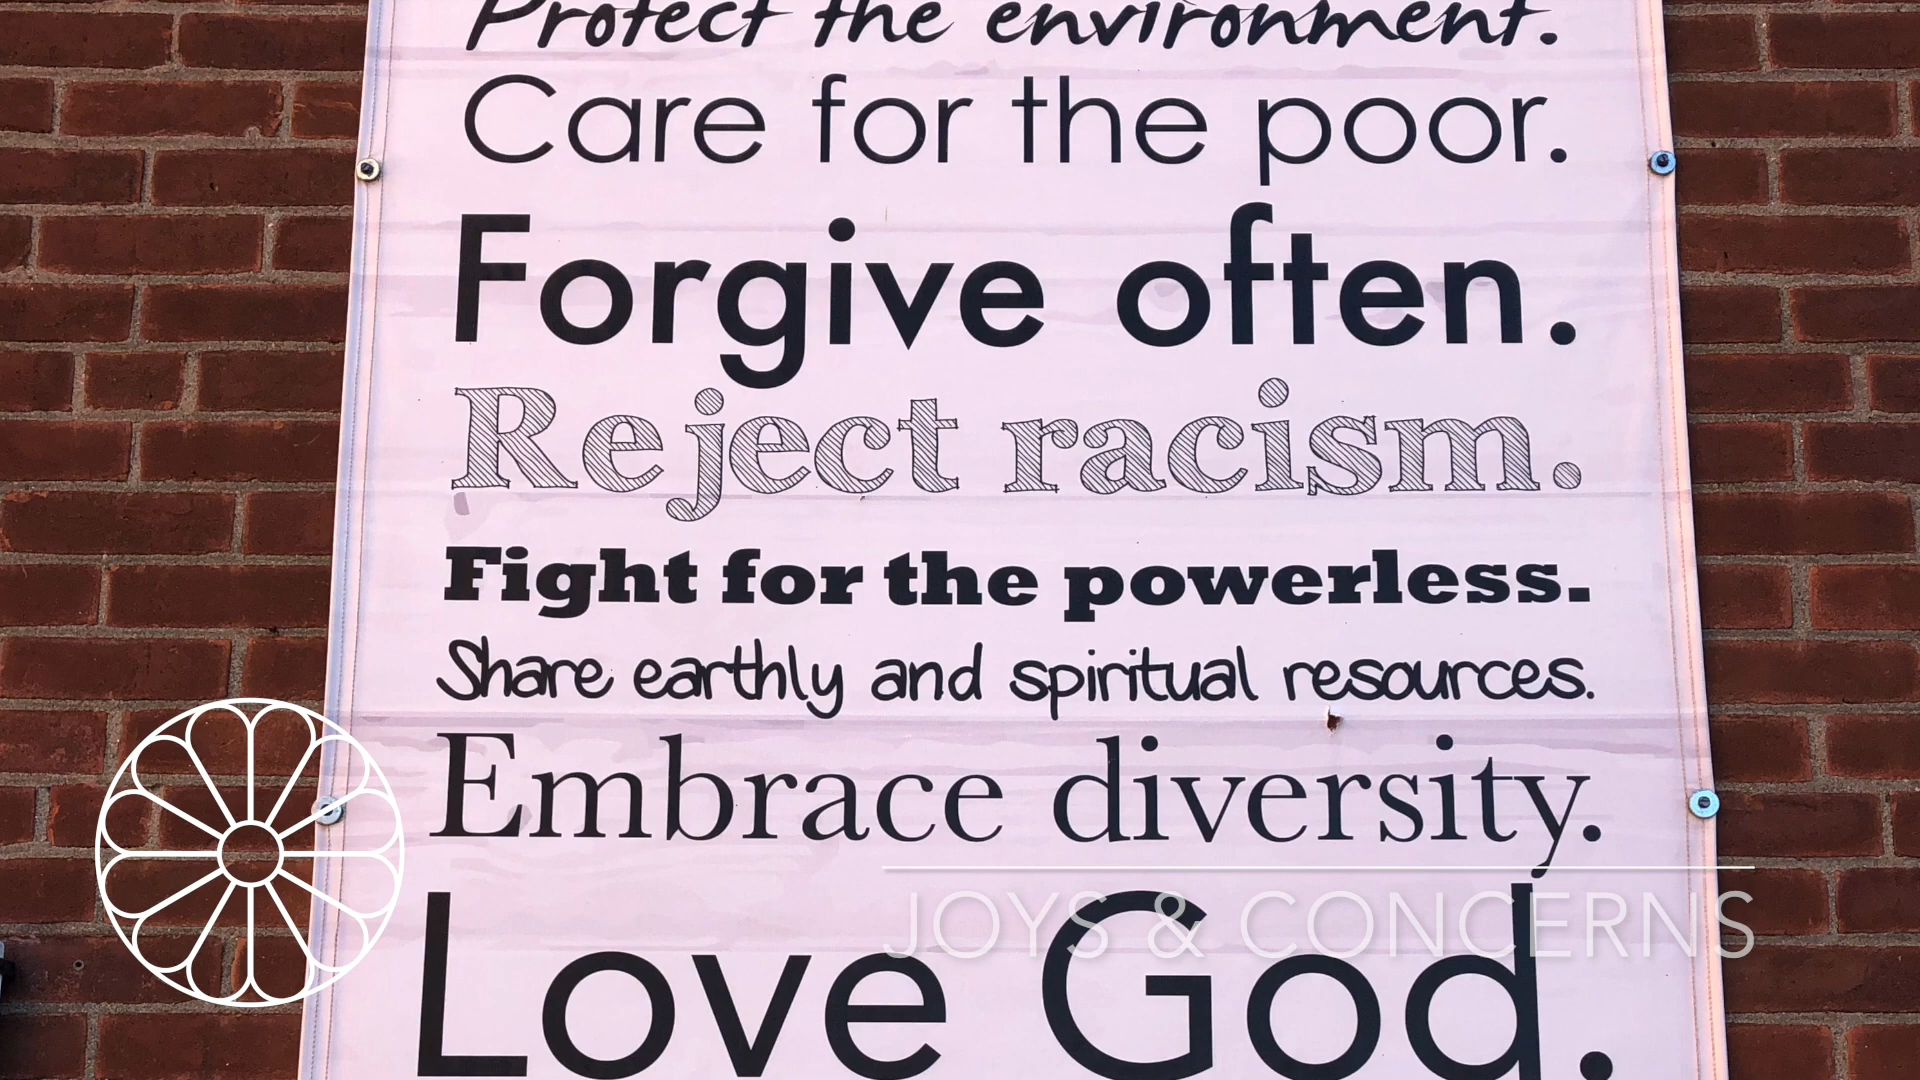 Protect the environment.
Care for the poor.
Forgive often.
Reject racism.
Fight for the powerless.
Share earthly and spiritual resources.
Embrace diversity.
JOYS & CONCERNS
Love God.